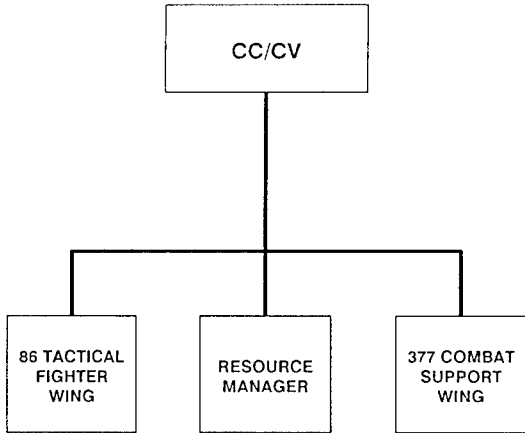 CC/CV
86 TACTICAL
FIGHTER
WING
RESOURCE
MANAGER
377 COMBAT
SUPPORT
WING